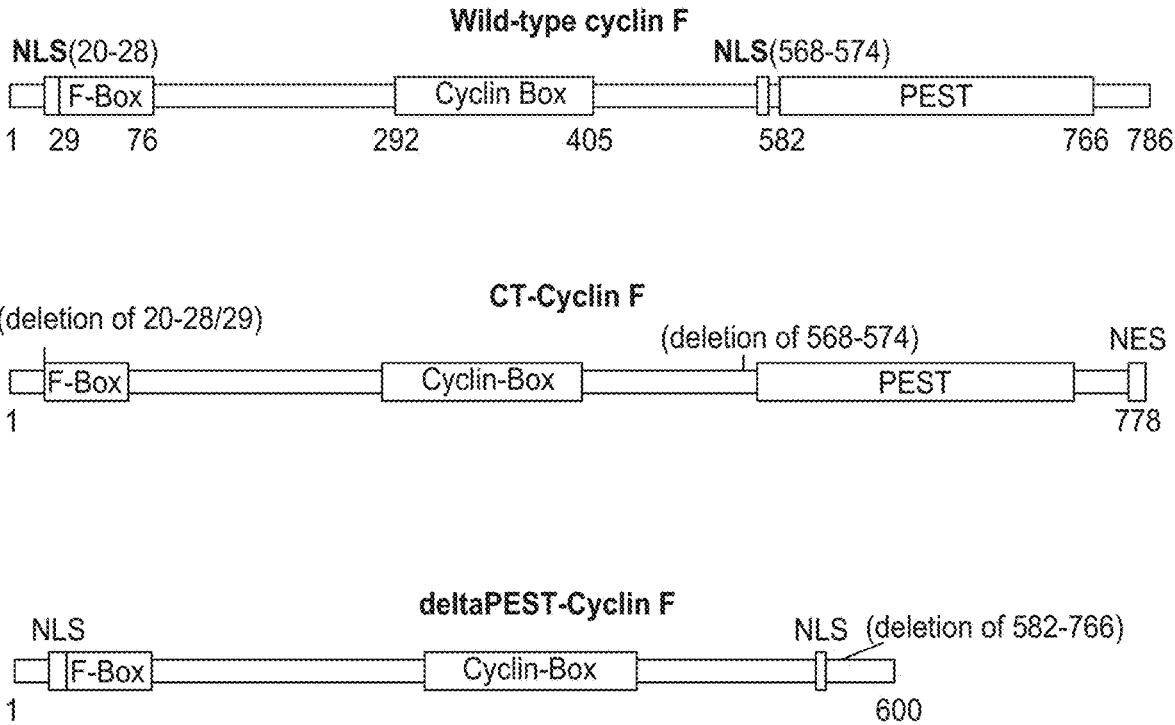 Wild-type cyclin F
NLS(20-28) NLS(568-574)
F-Box Cyclin Box PEST
1 29 76 292 405 582 766 786
CT-Cyclin F
(deletion of 20-28/29)
(deletion of 568-574) NES
F-Box Cyclin-Box PEST
1 778
deltaPEST-Cyclin F
NLS NLS (deletion of 582-766)
F-Box Cyclin-Box
1 600